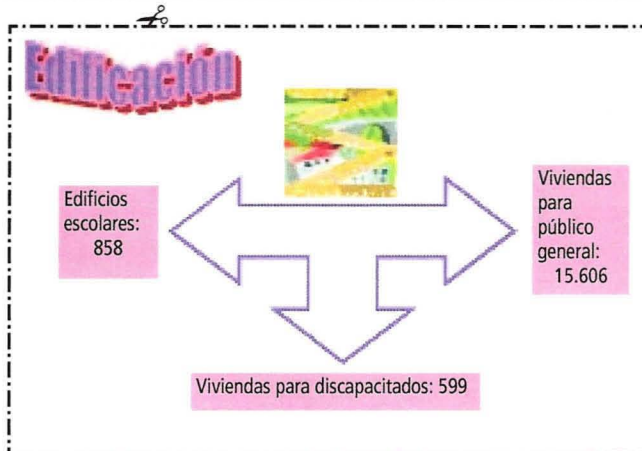 Edificación
Edificios
escolares:
858
Viviendas
para
público
general:
15.606
Viviendas para discapacitados: 599